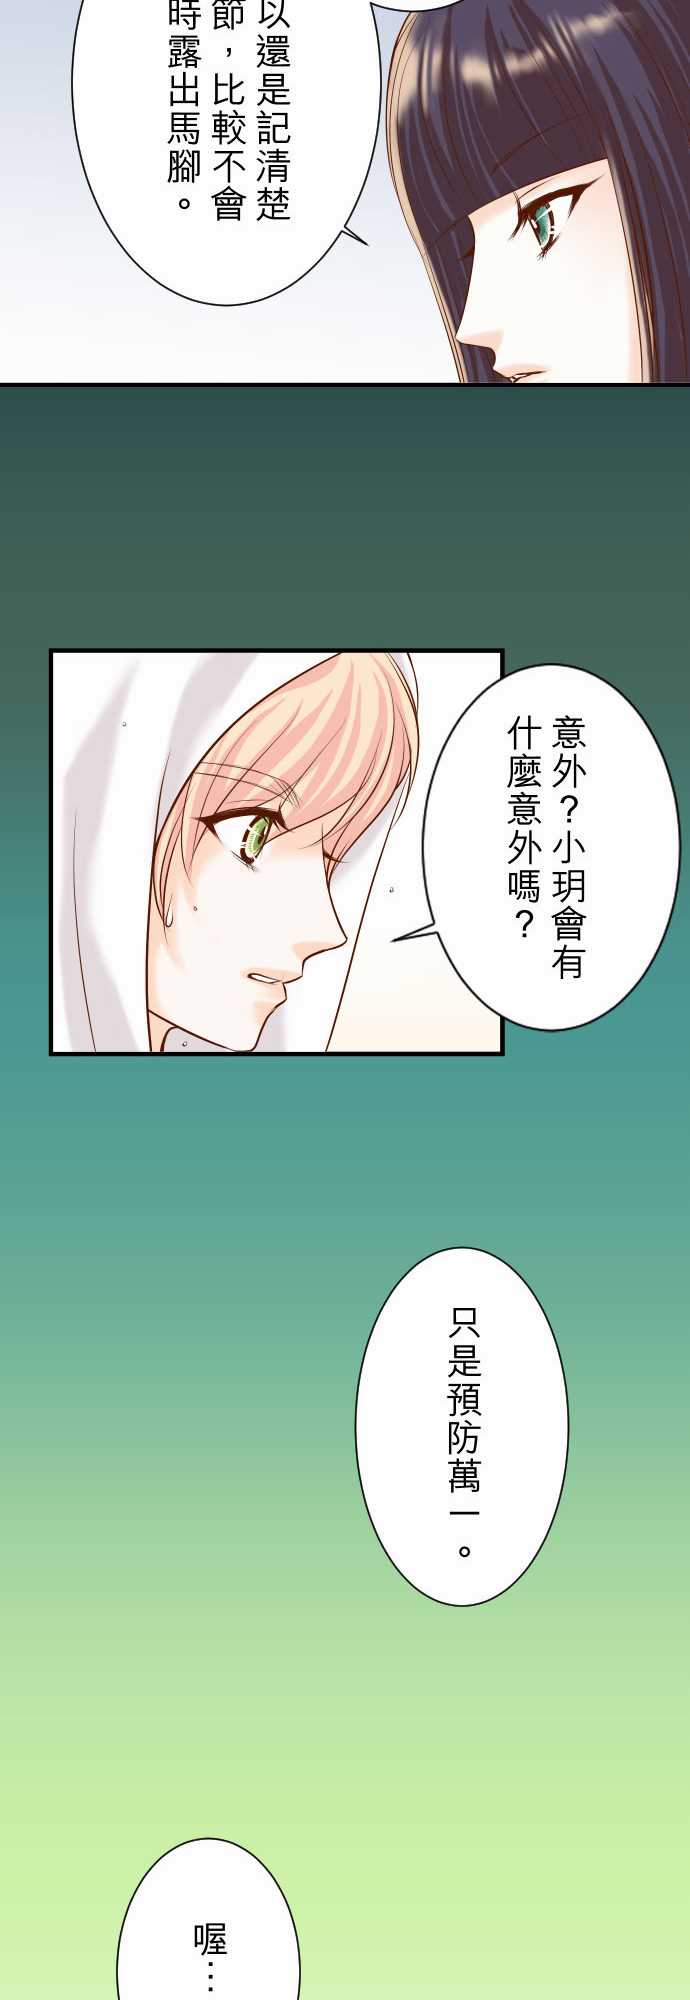 以還是記清楚
節，比較不會
時露出馬腳。
意外？小玥會有
什麼意外嗎？
只是預防萬一。
喔…